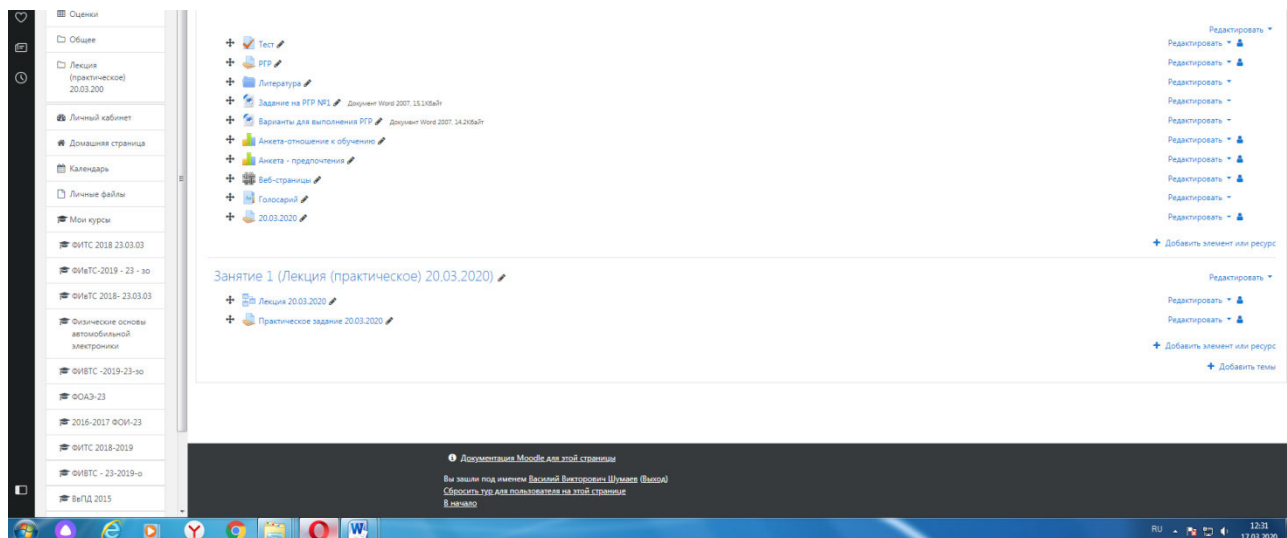 Оценки
Общее
Лекция
(практическое)
20.03.200
Личный кабинет
Домашняя страница
Календарь
Личные файлы
Мои курсы
ФИТС 2018 23.03.03
ФИвТС-2019 - 23 - зо
ФИвТС 2018- 23.03.03
Физические основы
автомобильной
электроники
ФИВТС -2019-23-зо
ФОАЭ-23
2016-2017 ФОИ-23
ФИТС 2018-2019
ФИВТС - 23-2019-о
ВвПД 2015
Редактировать
Тест Редактировать
РГР Редактировать
Литература Редактировать
Задание на РГР №1 Документ Word 2007, 15.1Кбайт Редактировать
Варианты для выполнения РГР Документ Word 2007, 14.2Кбайт Редактировать
Анкета-отношение к обучению Редактировать
Анкета - предпочтения Редактировать
Веб-страницы Редактировать
Голосарий Редактировать
20.03.2020 Редактировать
Добавить элемент или ресурс
Занятие 1 (Лекция (практическое) 20.03.2020) Редактировать
Лекция 20.03.2020 Редактировать
Практическое задание 20.03.2020 Редактировать
Добавить элемент или ресурс
Добавить темы
Документация Moodle для этой страницы
Вы зашли под именем Василий Викторович Шумаев (Выход)
Сбросить тур для пользователя на этой странице
В начало
RU 12:31
17.03.2020